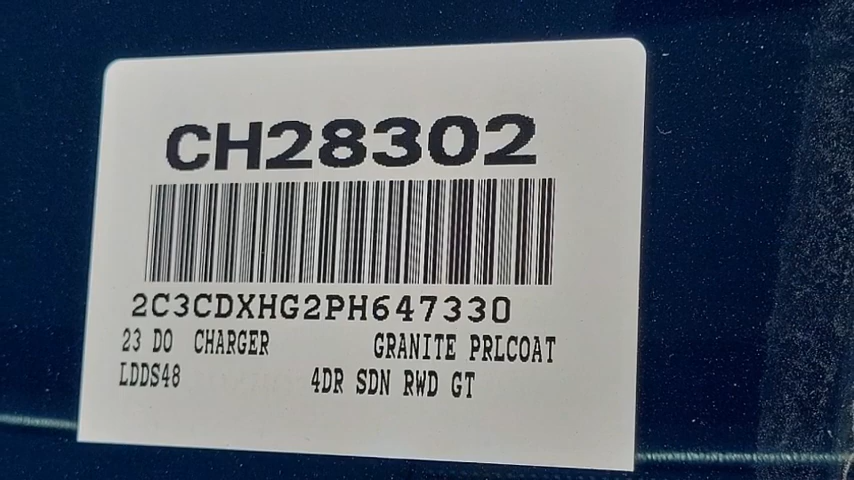 CH28302
2C3CDXHG2PH647330
23 DO CHARGER GRANITE PRLCOAT
LDDS48 4DR SDN RWD GT